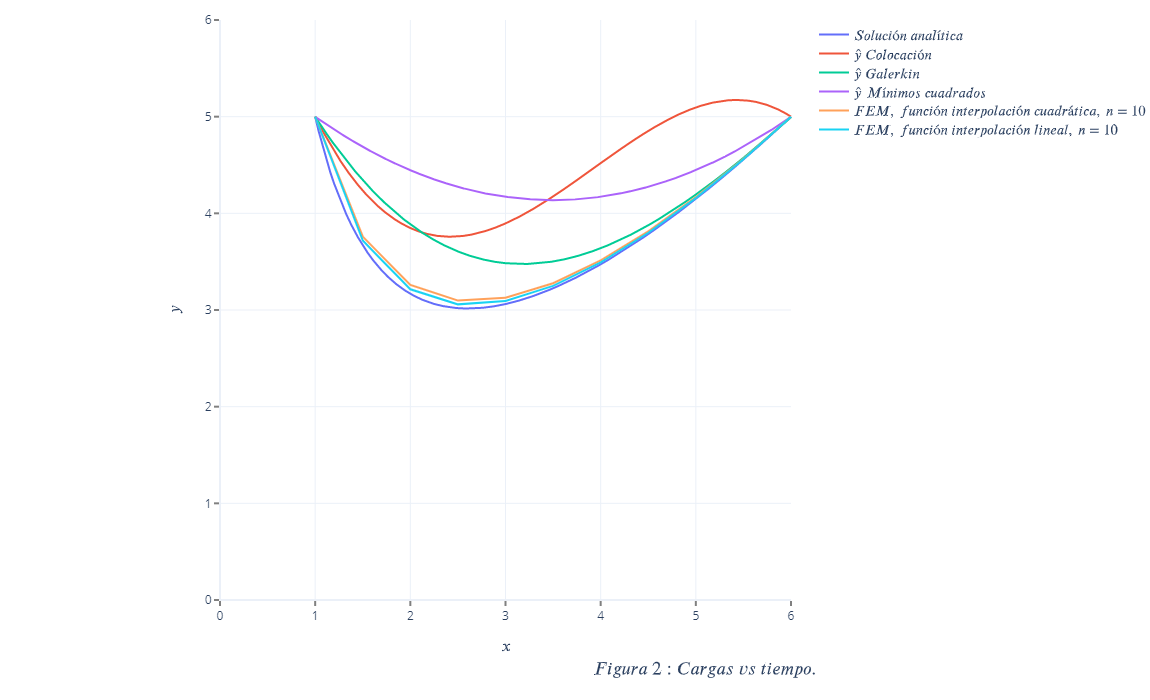 6
5
4
3
2
1
0
y
0 1 2 3 4 5 6
x
Solución analítica
ŷ Colocación
ŷ Galerkin
ŷ Mínimos cuadrados
FEM, función interpolación cuadrática, n = 10
FEM, función interpolación lineal, n = 10
Figura 2 : Cargas vs tiempo.